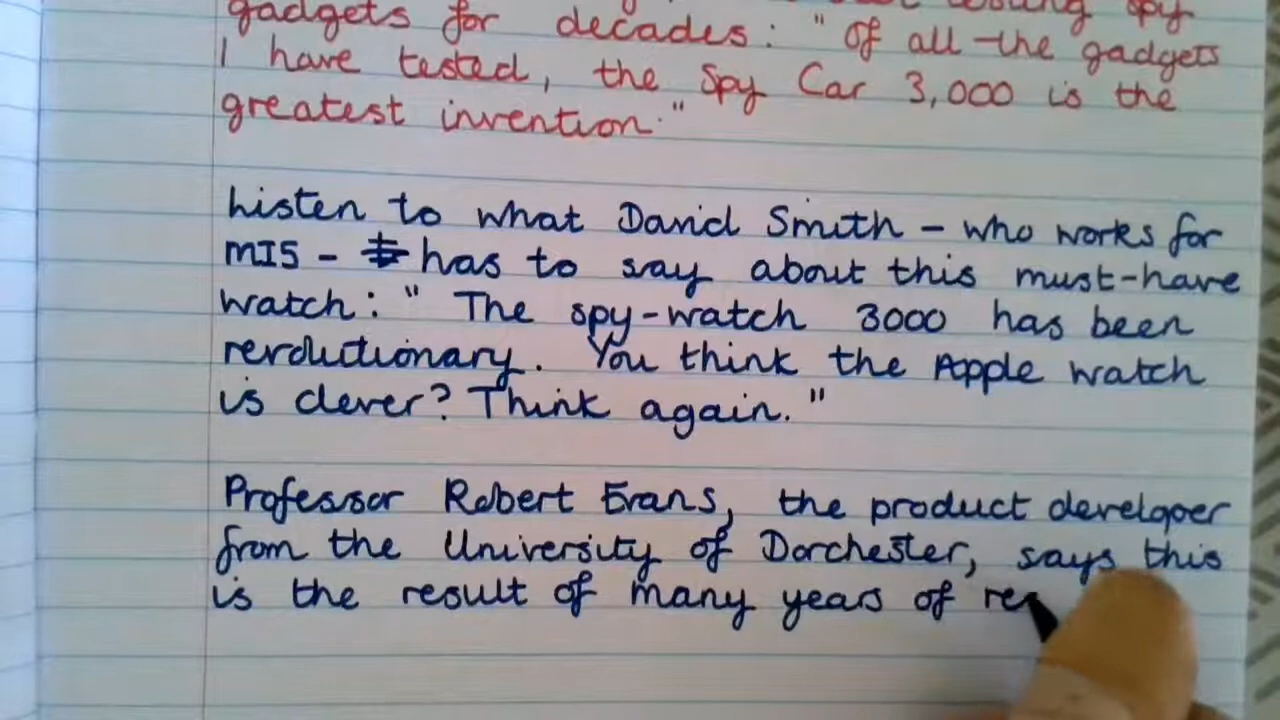 testing spy
gadgets for decades: "Of all the gadgets
I have tested, the Spy Car 3,000 is the
greatest invention."
Listen to what David Smith - who works for
MI5 - has to say about this must-have
watch: " The spy-watch 3000 has been
revolutionary. You think the Apple watch
is clever? Think again."
Professor Robert Evans, the product developer
from the University of Dorchester, says this
is the result of many years of